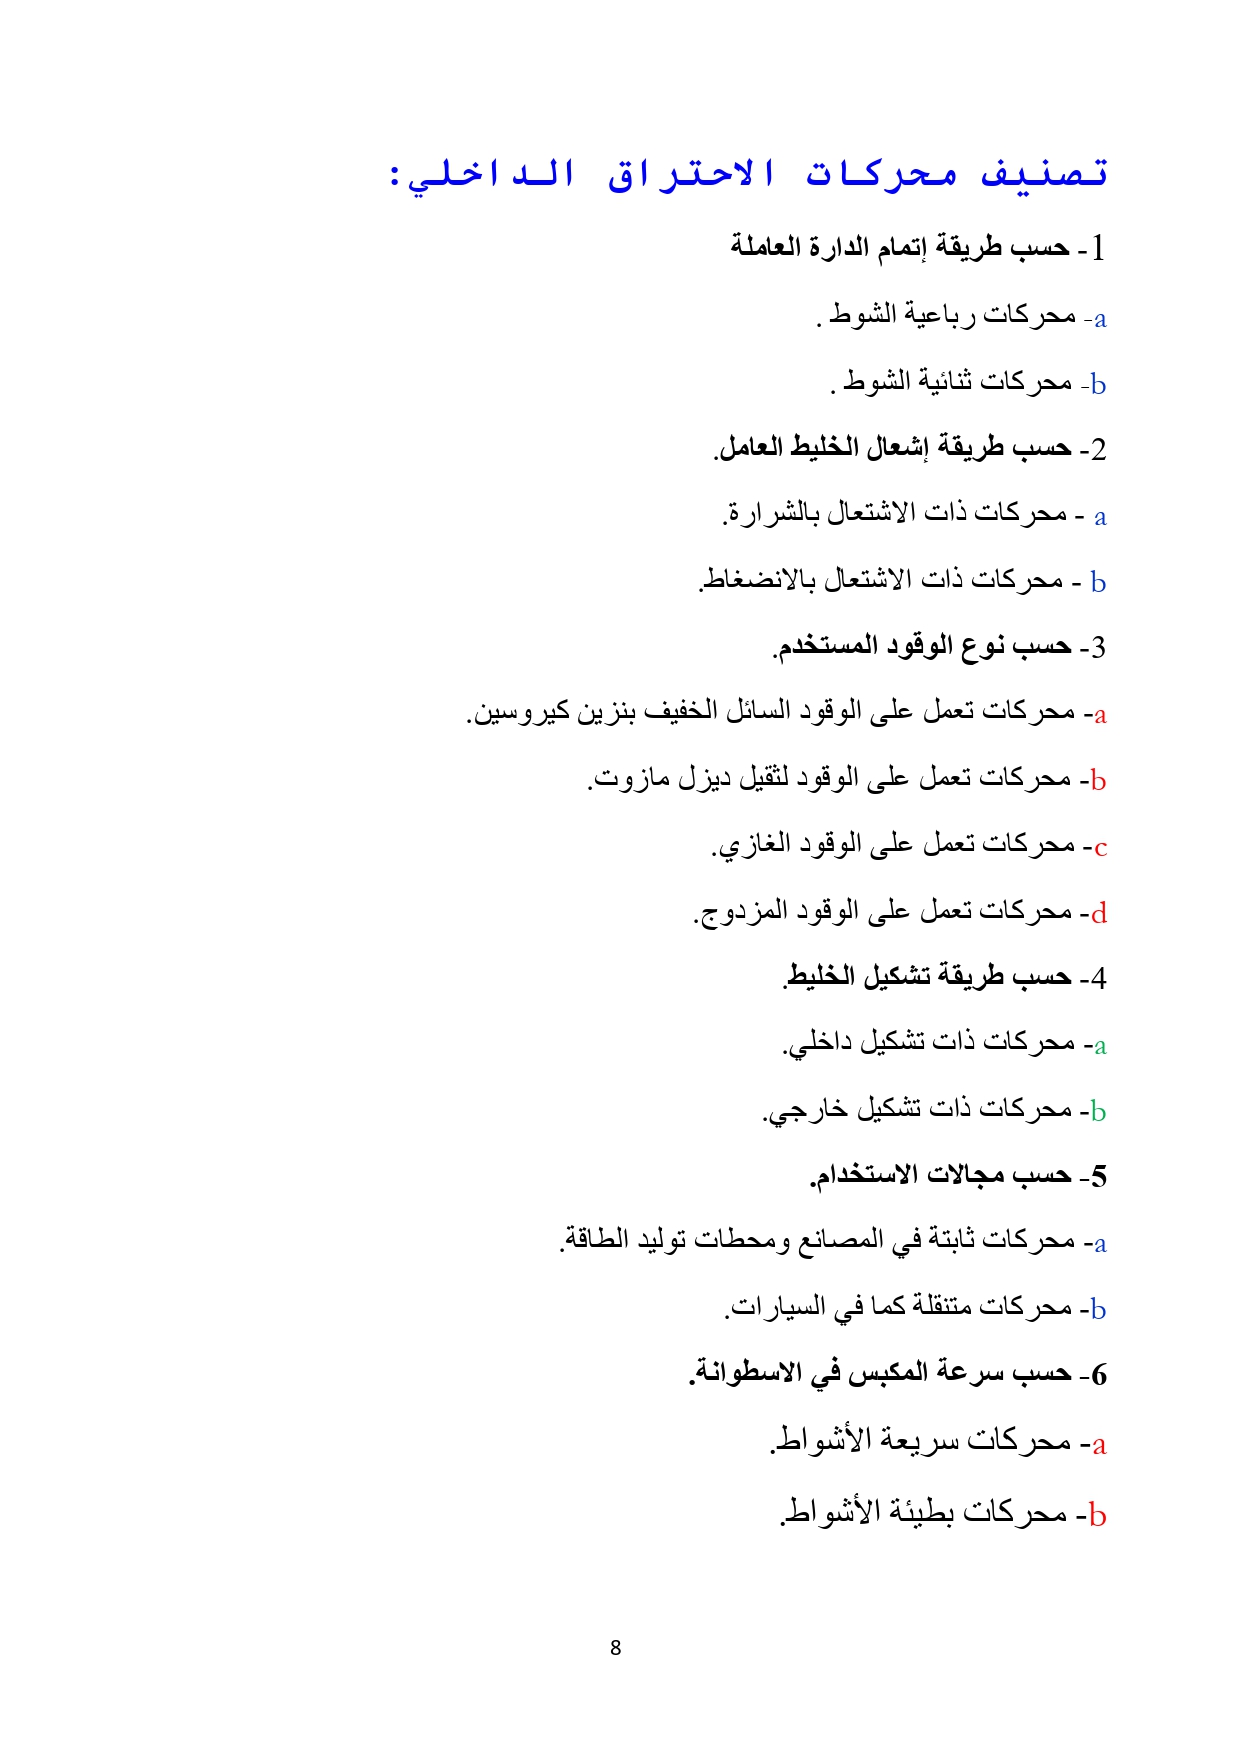 تصنيف محركات الاحتراق الداخلي:
1- حسب طريقة إتمام الدارة العاملة
a- محركات رباعية الشوط .
b- محركات ثنائية الشوط .
2- حسب طريقة إشعال الخليط العامل.
a - محركات ذات الاشتعال بالشرارة.
b - محركات ذات الاشتعال بالانضغاط.
3- حسب نوع الوقود المستخدم.
a- محركات تعمل على الوقود السائل الخفيف بنزين كيروسين.
b- محركات تعمل على الوقود لثقيل ديزل مازوت.
c- محركات تعمل على الوقود الغازي.
d- محركات تعمل على الوقود المزدوج.
4- حسب طريقة تشكيل الخليط.
a- محركات ذات تشكيل داخلي.
b- محركات ذات تشكيل خارجي.
5- حسب مجالات الاستخدام.
a- محركات ثابتة في المصانع ومحطات توليد الطاقة.
b- محركات متنقلة كما في السيارات.
6- حسب سرعة المكبس في الاسطوانة.
a- محركات سريعة الأشواط.
b- محركات بطيئة الأشواط.
8